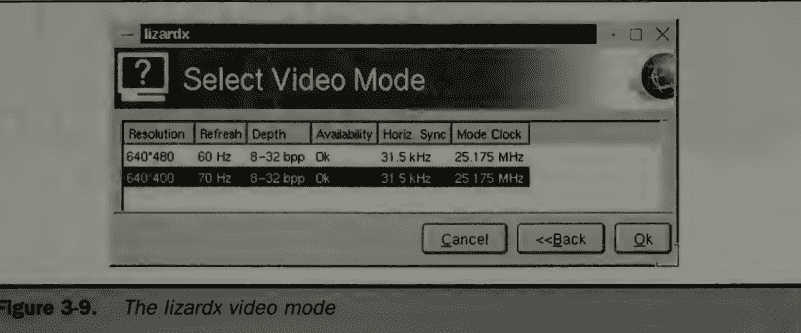 lizardx
?
Select Video Mode
Resolution Refresh Depth Availability Horiz. Sync Mode Clock
640*480 60 Hz 8-32 bpp Ok 31.5 kHz 25.175 MHz
640*400 70 Hz 8-32 bpp Ok 31.5 kHz 25.175 MHz
Cancel <<Back Ok
Figure 3-9. The lizardx video mode